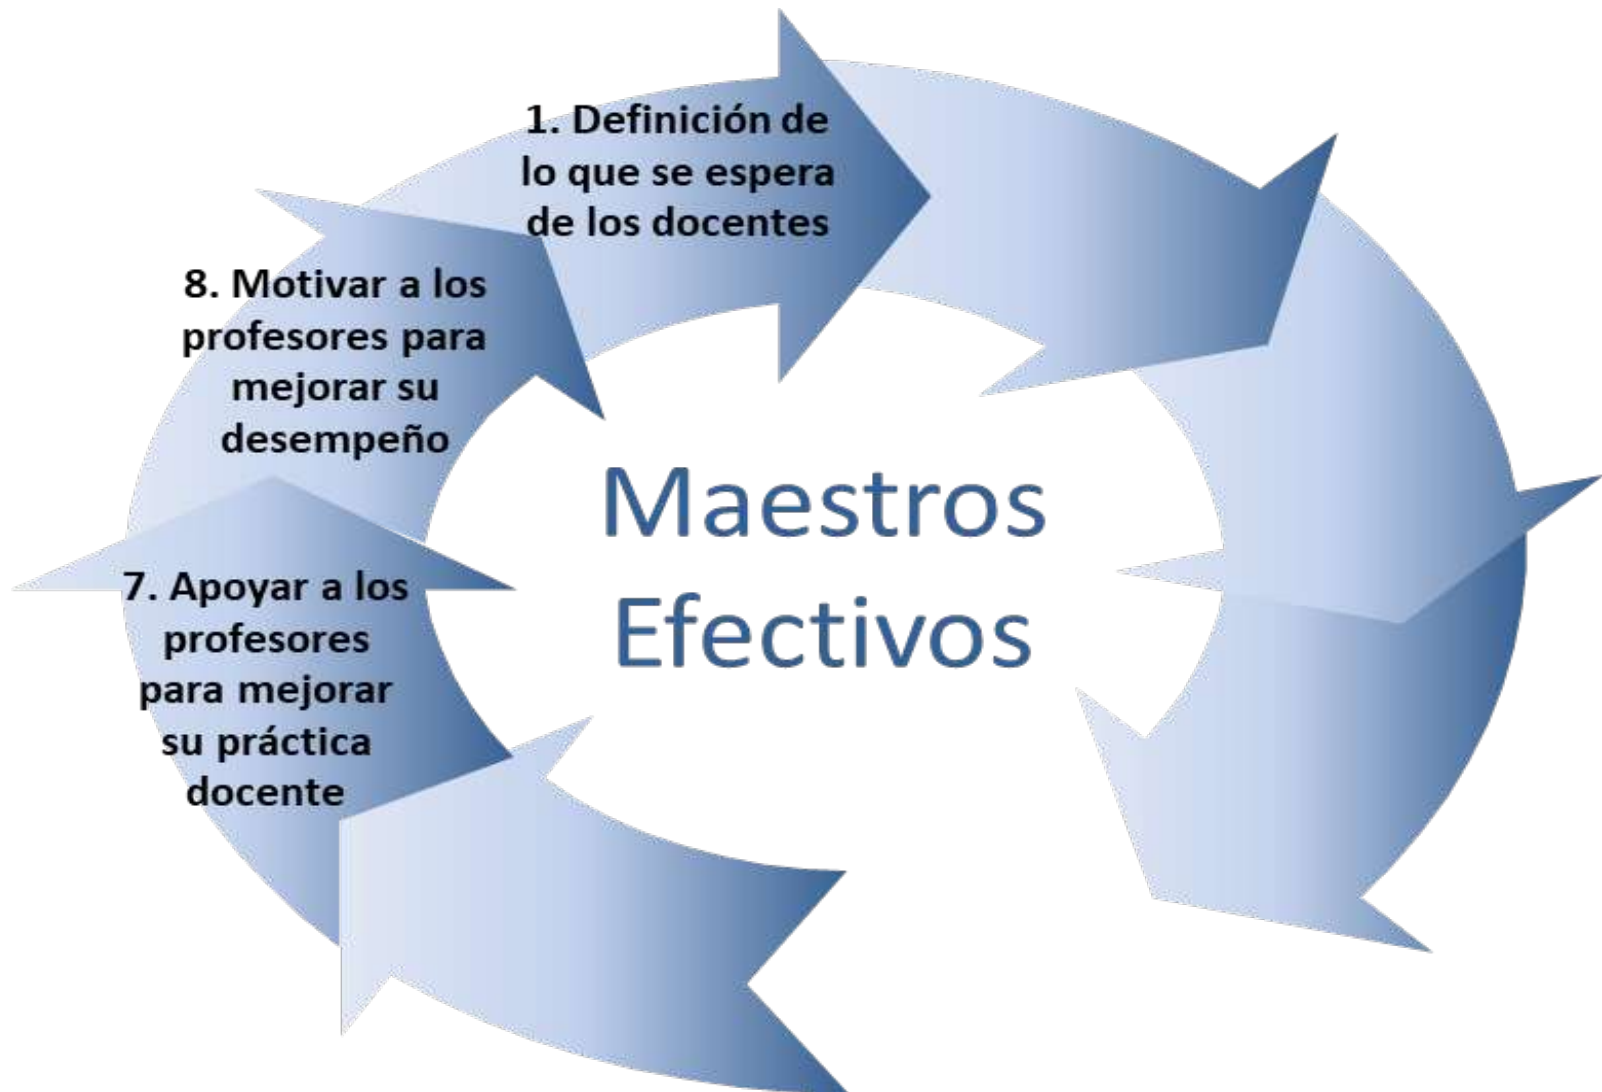 1. Definición de
lo que se espera
de los docentes
8. Motivar a los
profesores para
mejorar su
desempeño
7. Apoyar a los
profesores
para mejorar
su práctica
docente
Maestros
Efectivos